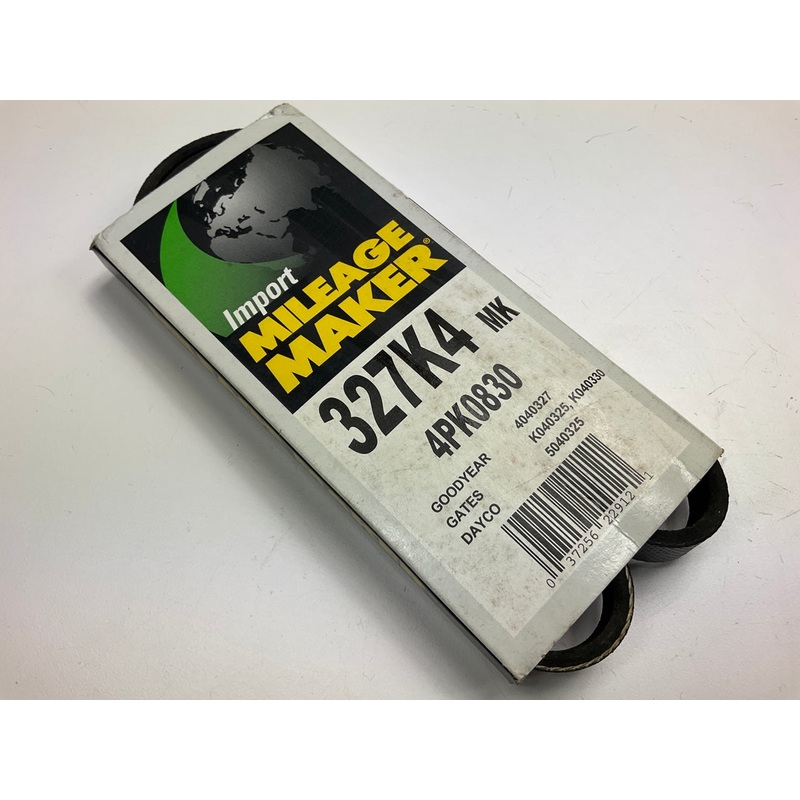 Import
MILEAGE
MAKER®
327K4 MK
4PK0830
GOODYEAR 4040327
GATES K040325, K040330
DAYCO 5040325
0 37256 22912 1